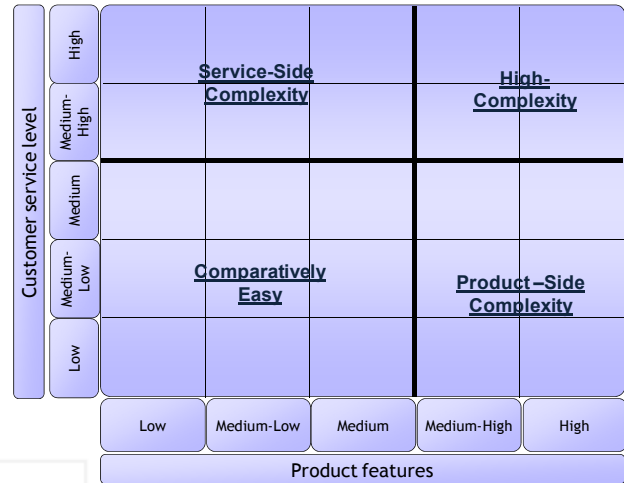 Customer service level
High
Medium-
High
Medium
Medium-
Low
Low
Service-Side
Complexity
High-
Complexity
Comparatively
Easy
Product –Side
Complexity
Low
Medium-Low
Medium
Medium-High
High
Product features